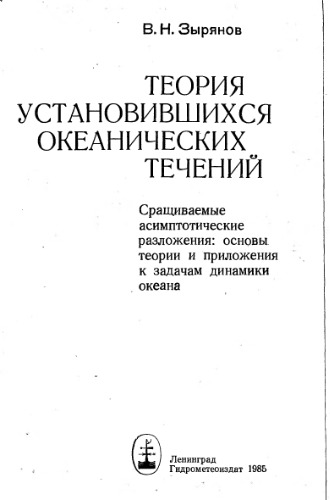 В. Н. Зырянов
ТЕОРИЯ
УСТАНОВИВШИХСЯ
ОКЕАНИЧЕСКИХ
ТЕЧЕНИЙ
Сращиваемые
асимптотические
разложения: основы
теории и приложения
к задачам динамики
океана
Ленинград
Гидрометеоиздат 1985